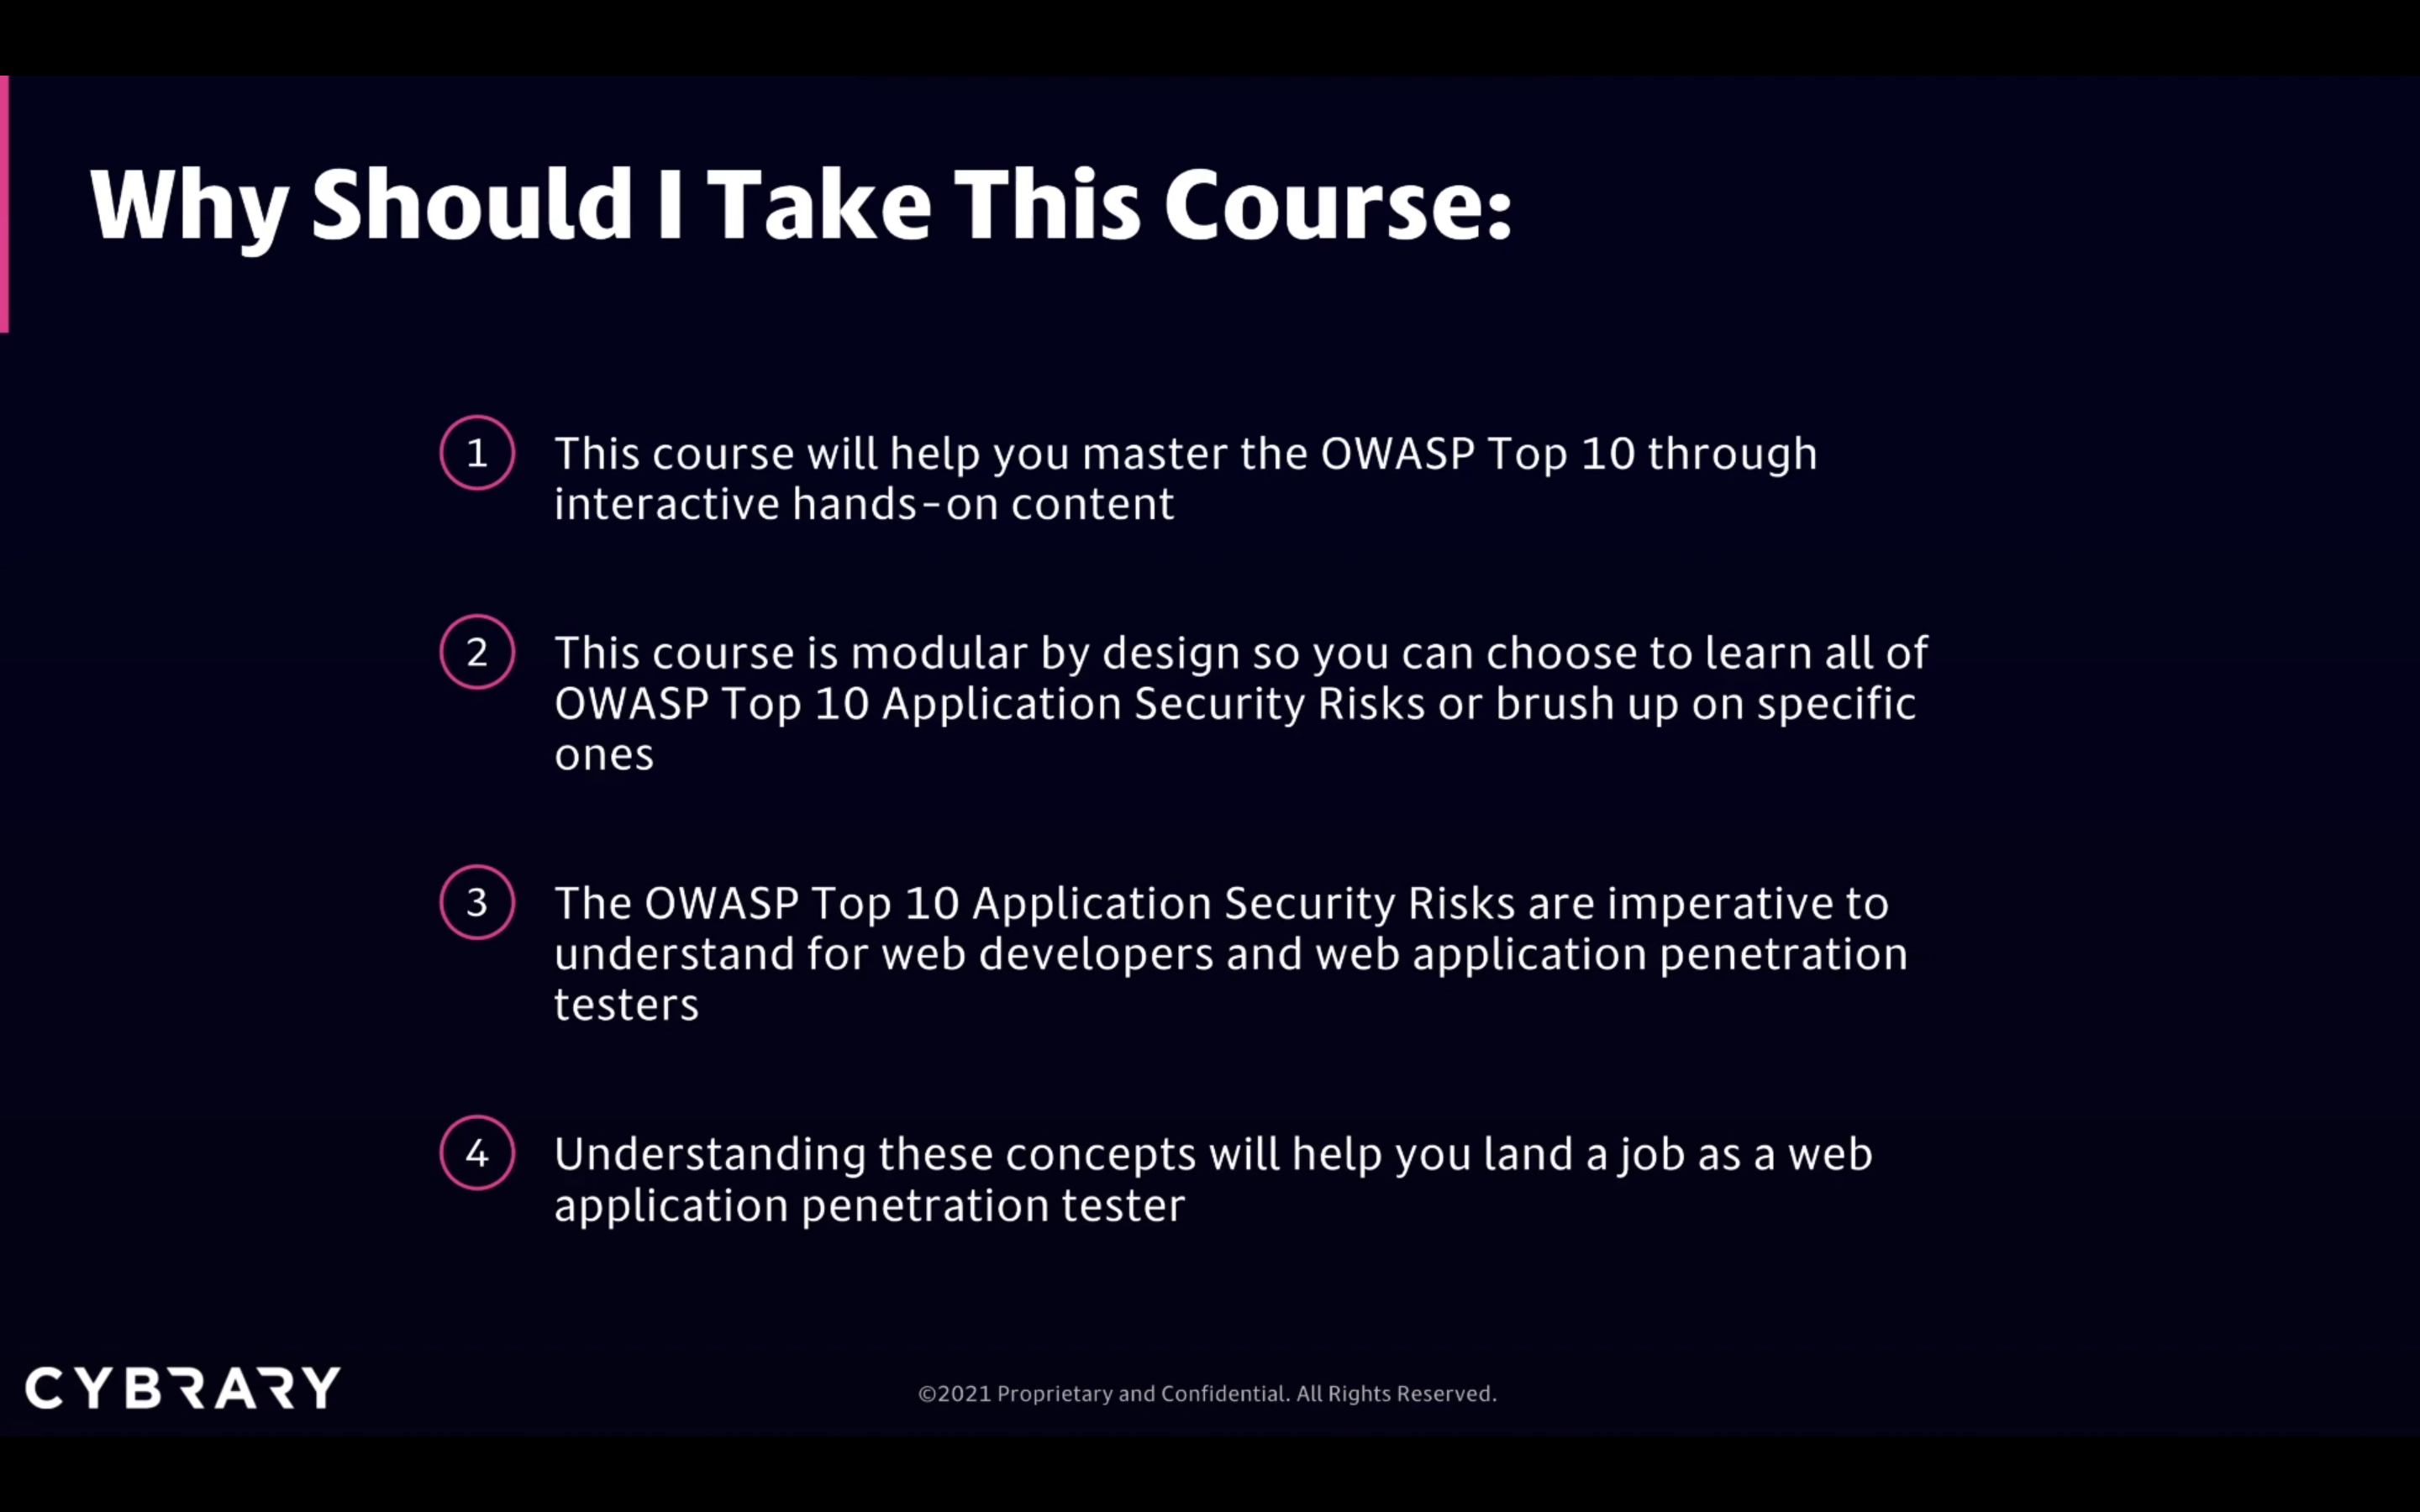 Why Should I Take This Course:
1
This course will help you master the OWASP Top 10 through
interactive hands-on content
2
This course is modular by design so you can choose to learn all of
OWASP Top 10 Application Security Risks or brush up on specific
ones
3
The OWASP Top 10 Application Security Risks are imperative to
understand for web developers and web application penetration
testers
4
Understanding these concepts will help you land a job as a web
application penetration tester
CYBRARY
©2021 Proprietary and Confidential. All Rights Reserved.